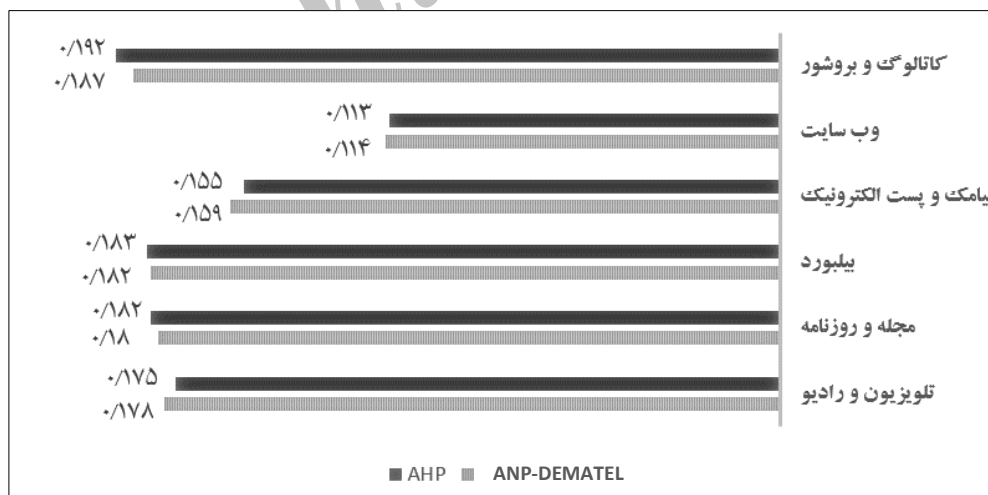 کاتالوگ و بروشور
۰/۱۹۲
۰/۱۸۷
وب سایت
۰/۱۱۳
۰/۱۱۴
پیامک و پست الکترونیک
۰/۱۵۵
۰/۱۵۹
بیلبورد
۰/۱۸۳
۰/۱۸۲
مجله و روزنامه
۰/۱۸۲
۰/۱۸
تلویزیون و رادیو
۰/۱۷۵
۰/۱۷۸
AHP ANP-DEMATEL